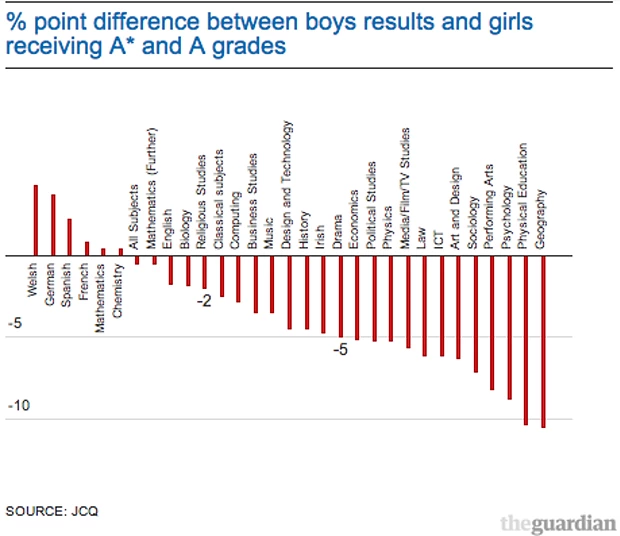 % point difference between boys results and girls
receiving A* and A grades
Welsh
German
Spanish
French
Mathematics
Chemistry
All Subjects
Mathematics (Further)
English
Biology
Religious Studies
Classical subjects
Computing
Business Studies
Music
Design and Technology
History
Irish
Drama
Economics
Political Studies
Physics
Media/Film/TV Studies
Law
ICT
Art and Design
Sociology
Performing Arts
Psychology
Physical Education
Geography
-2
-5
-5
-10
SOURCE: JCQ
theguardian